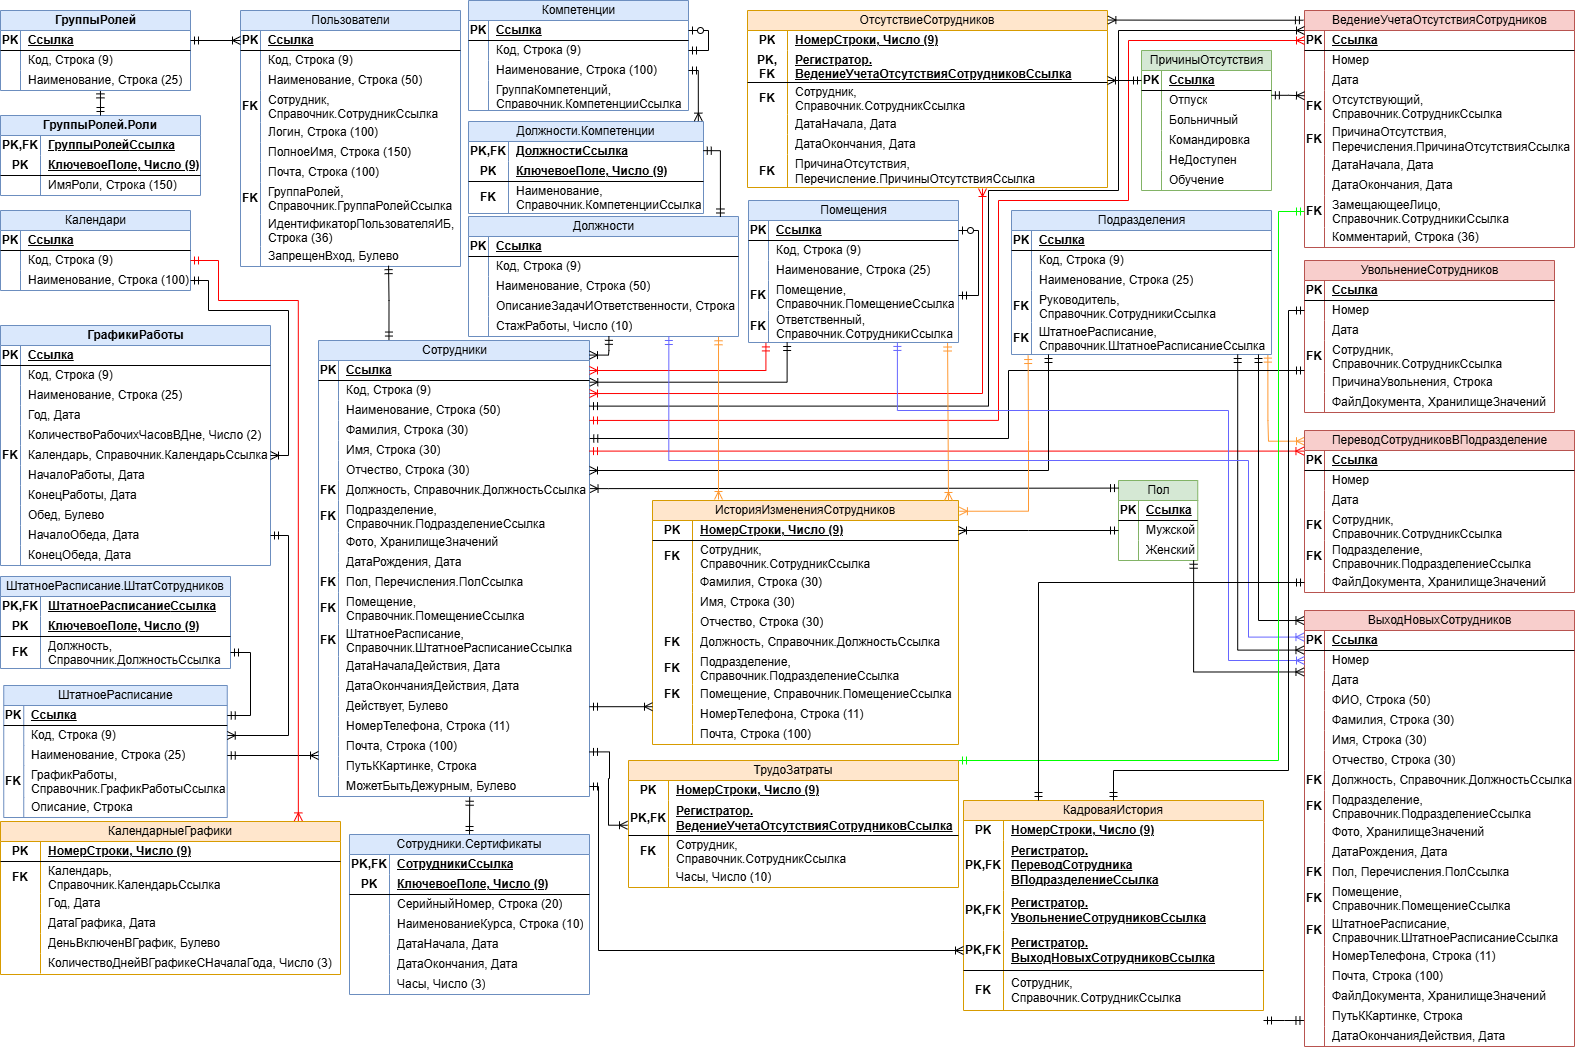 ГруппыРолей
PK Ссылка
Код, Строка (9)
Наименование, Строка (25)
ГруппыРолей.Роли
PK,FK ГруппыРолейСсылка
PK КлючевоеПоле, Число (9)
ИмяРоли, Строка (150)
Календари
PK Ссылка
Код, Строка (9)
Наименование, Строка (100)
ГрафикиРаботы
PK Ссылка
Код, Строка (9)
Наименование, Строка (25)
Год, Дата
КоличествоРабочихЧасовВДне, Число (2)
FK Календарь, Справочник.КалендарьСсылка
НачалоРаботы, Дата
КонецРаботы, Дата
Обед, Булево
НачалоОбеда, Дата
КонецОбеда, Дата
ШтатноеРасписание.ШтатСотрудников
PK,FK ШтатноеРасписаниеСсылка
PK КлючевоеПоле, Число (9)
FK Должность,
Справочник.ДолжностьСсылка
ШтатноеРасписание
PK Ссылка
Код, Строка (9)
Наименование, Строка (25)
FK ГрафикРаботы,
Справочник.ГрафикРаботыСсылка
Описание, Строка
КалендарныеГрафики
PK НомерСтроки, Число (9)
FK Календарь,
Справочник.КалендарьСсылка
Год, Дата
ДатаГрафика, Дата
ДеньВключенВГрафик, Булево
КоличествоДнейВГрафикеСНачалаГода, Число (3)
Пользователи
PK Ссылка
Код, Строка (9)
Наименование, Строка (50)
FK Сотрудник,
Справочник.СотрудникСсылка
Логин, Строка (100)
ПолноеИмя, Строка (150)
Почта, Строка (100)
FK ГруппаРолей,
Справочник.ГруппаРолейСсылка
ИдентификаторПользователяИБ,
Строка (36)
ЗапрещенВход, Булево
Сотрудники
PK Ссылка
Код, Строка (9)
Наименование, Строка (50)
Фамилия, Строка (30)
Имя, Строка (30)
Отчество, Строка (30)
FK Должность, Справочник.ДолжностьСсылка
FK Подразделение,
Справочник.ПодразделениеСсылка
Фото, ХранилищеЗначений
ДатаРождения, Дата
FK Пол, Перечисления.ПолСсылка
FK Помещение,
Справочник.ПомещениеСсылка
FK ШтатноеРасписание,
Справочник.ШтатноеРасписаниеСсылка
ДатаНачалаДействия, Дата
ДатаОкончанияДействия, Дата
Действует, Булево
НомерТелефона, Строка (11)
Почта, Строка (100)
ПутьККартинке, Строка
МожетБытьДежурным, Булево
Сотрудники.Сертификаты
PK,FK СотрудникиСсылка
PK КлючевоеПоле, Число (9)
СерийныйНомер, Строка (20)
НаименованиеКурса, Строка (10)
ДатаНачала, Дата
ДатаОкончания, Дата
Часы, Число (3)
Компетенции
PK Ссылка
Код, Строка (9)
Наименование, Строка (100)
ГруппаКомпетенций,
Справочник.КомпетенцииСсылка
Должности.Компетенции
PK,FK ДолжностиСсылка
PK КлючевоеПоле, Число (9)
FK Наименование,
Справочник.КомпетенцииСсылка
Должности
PK Ссылка
Код, Строка (9)
Наименование, Строка (50)
ОписаниеЗадачИОтветственности, Строка
СтажРаботы, Число (10)
ОтсутствиеСотрудников
PK НомерСтроки, Число (9)
PK, FK Регистратор.
ВедениеУчетаОтсутствияСотрудниковСсылка
FK Сотрудник,
Справочник.СотрудникСсылка
ДатаНачала, Дата
ДатаОкончания, Дата
FK ПричинаОтсутствия,
Перечисление.ПричиныОтсутствияСсылка
Помещения
PK Ссылка
Код, Строка (9)
Наименование, Строка (25)
FK Помещение,
Справочник.ПомещениеСсылка
FK Ответственный,
Справочник.СотрудникиСсылка
ИсторияИзмененияСотрудников
PK НомерСтроки, Число (9)
FK Сотрудник,
Справочник.СотрудникСсылка
Фамилия, Строка (30)
Имя, Строка (30)
Отчество, Строка (30)
FK Должность, Справочник.ДолжностьСсылка
FK Подразделение,
Справочник.ПодразделениеСсылка
FK Помещение, Справочник.ПомещениеСсылка
НомерТелефона, Строка (11)
Почта, Строка (100)
ТрудоЗатраты
PK НомерСтроки, Число (9)
PK,FK Регистратор.
ВедениеУчетаОтсутствияСотрудниковСсылка
FK Сотрудник,
Справочник.СотрудникСсылка
Часы, Число (10)
ПричиныОтсутствия
PK Ссылка
Отпуск
Больничный
Командировка
НеДоступен
Обучение
Подразделения
PK Ссылка
Код, Строка (9)
Наименование, Строка (25)
FK Руководитель,
Справочник.СотрудникиСсылка
FK ШтатноеРасписание,
Справочник.ШтатноеРасписаниеСсылка
Пол
PK Ссылка
Мужской
Женский
КадроваяИстория
PK НомерСтроки, Число (9)
PK,FK Регистратор.
ПереводСотрудника
ВПодразделениеСсылка
PK,FK Регистратор.
УвольнениеСотрудниковСсылка
PK,FK Регистратор.
ВыходНовыхСотрудниковСсылка
FK Сотрудник,
Справочник.СотрудникСсылка
ВедениеУчетаОтсутствияСотрудников
PK Ссылка
Номер
Дата
FK Отсутствующий,
Справочник.СотрудникСсылка
FK ПричинаОтсутствия,
Перечисления.ПричинаОтсутствияСсылка
ДатаНачала, Дата
ДатаОкончания, Дата
FK ЗамещающееЛицо,
Справочник.СотрудникиСсылка
Комментарий, Строка (36)
УвольнениеСотрудников
PK Ссылка
Номер
Дата
FK Сотрудник,
Справочник.СотрудникСсылка
ПричинаУвольнения, Строка
ФайлДокумента, ХранилищеЗначений
ПереводСотрудниковВПодразделение
PK Ссылка
Номер
Дата
FK Сотрудник,
Справочник.СотрудникСсылка
FK Подразделение,
Справочник.ПодразделениеСсылка
ФайлДокумента, ХранилищеЗначений
ВыходНовыхСотрудников
PK Ссылка
Номер
Дата
ФИО, Строка (50)
Фамилия, Строка (30)
Имя, Строка (30)
Отчество, Строка (30)
FK Должность, Справочник.ДолжностьСсылка
FK Подразделение,
Справочник.ПодразделениеСсылка
Фото, ХранилищеЗначений
ДатаРождения, Дата
FK Пол, Перечисления.ПолСсылка
FK Помещение,
Справочник.ПомещениеСсылка
FK ШтатноеРасписание,
Справочник.ШтатноеРасписаниеСсылка
НомерТелефона, Строка (11)
Почта, Строка (100)
ФайлДокумента, ХранилищеЗначений
ПутьККартинке, Строка
ДатаОкончанияДействия, Дата